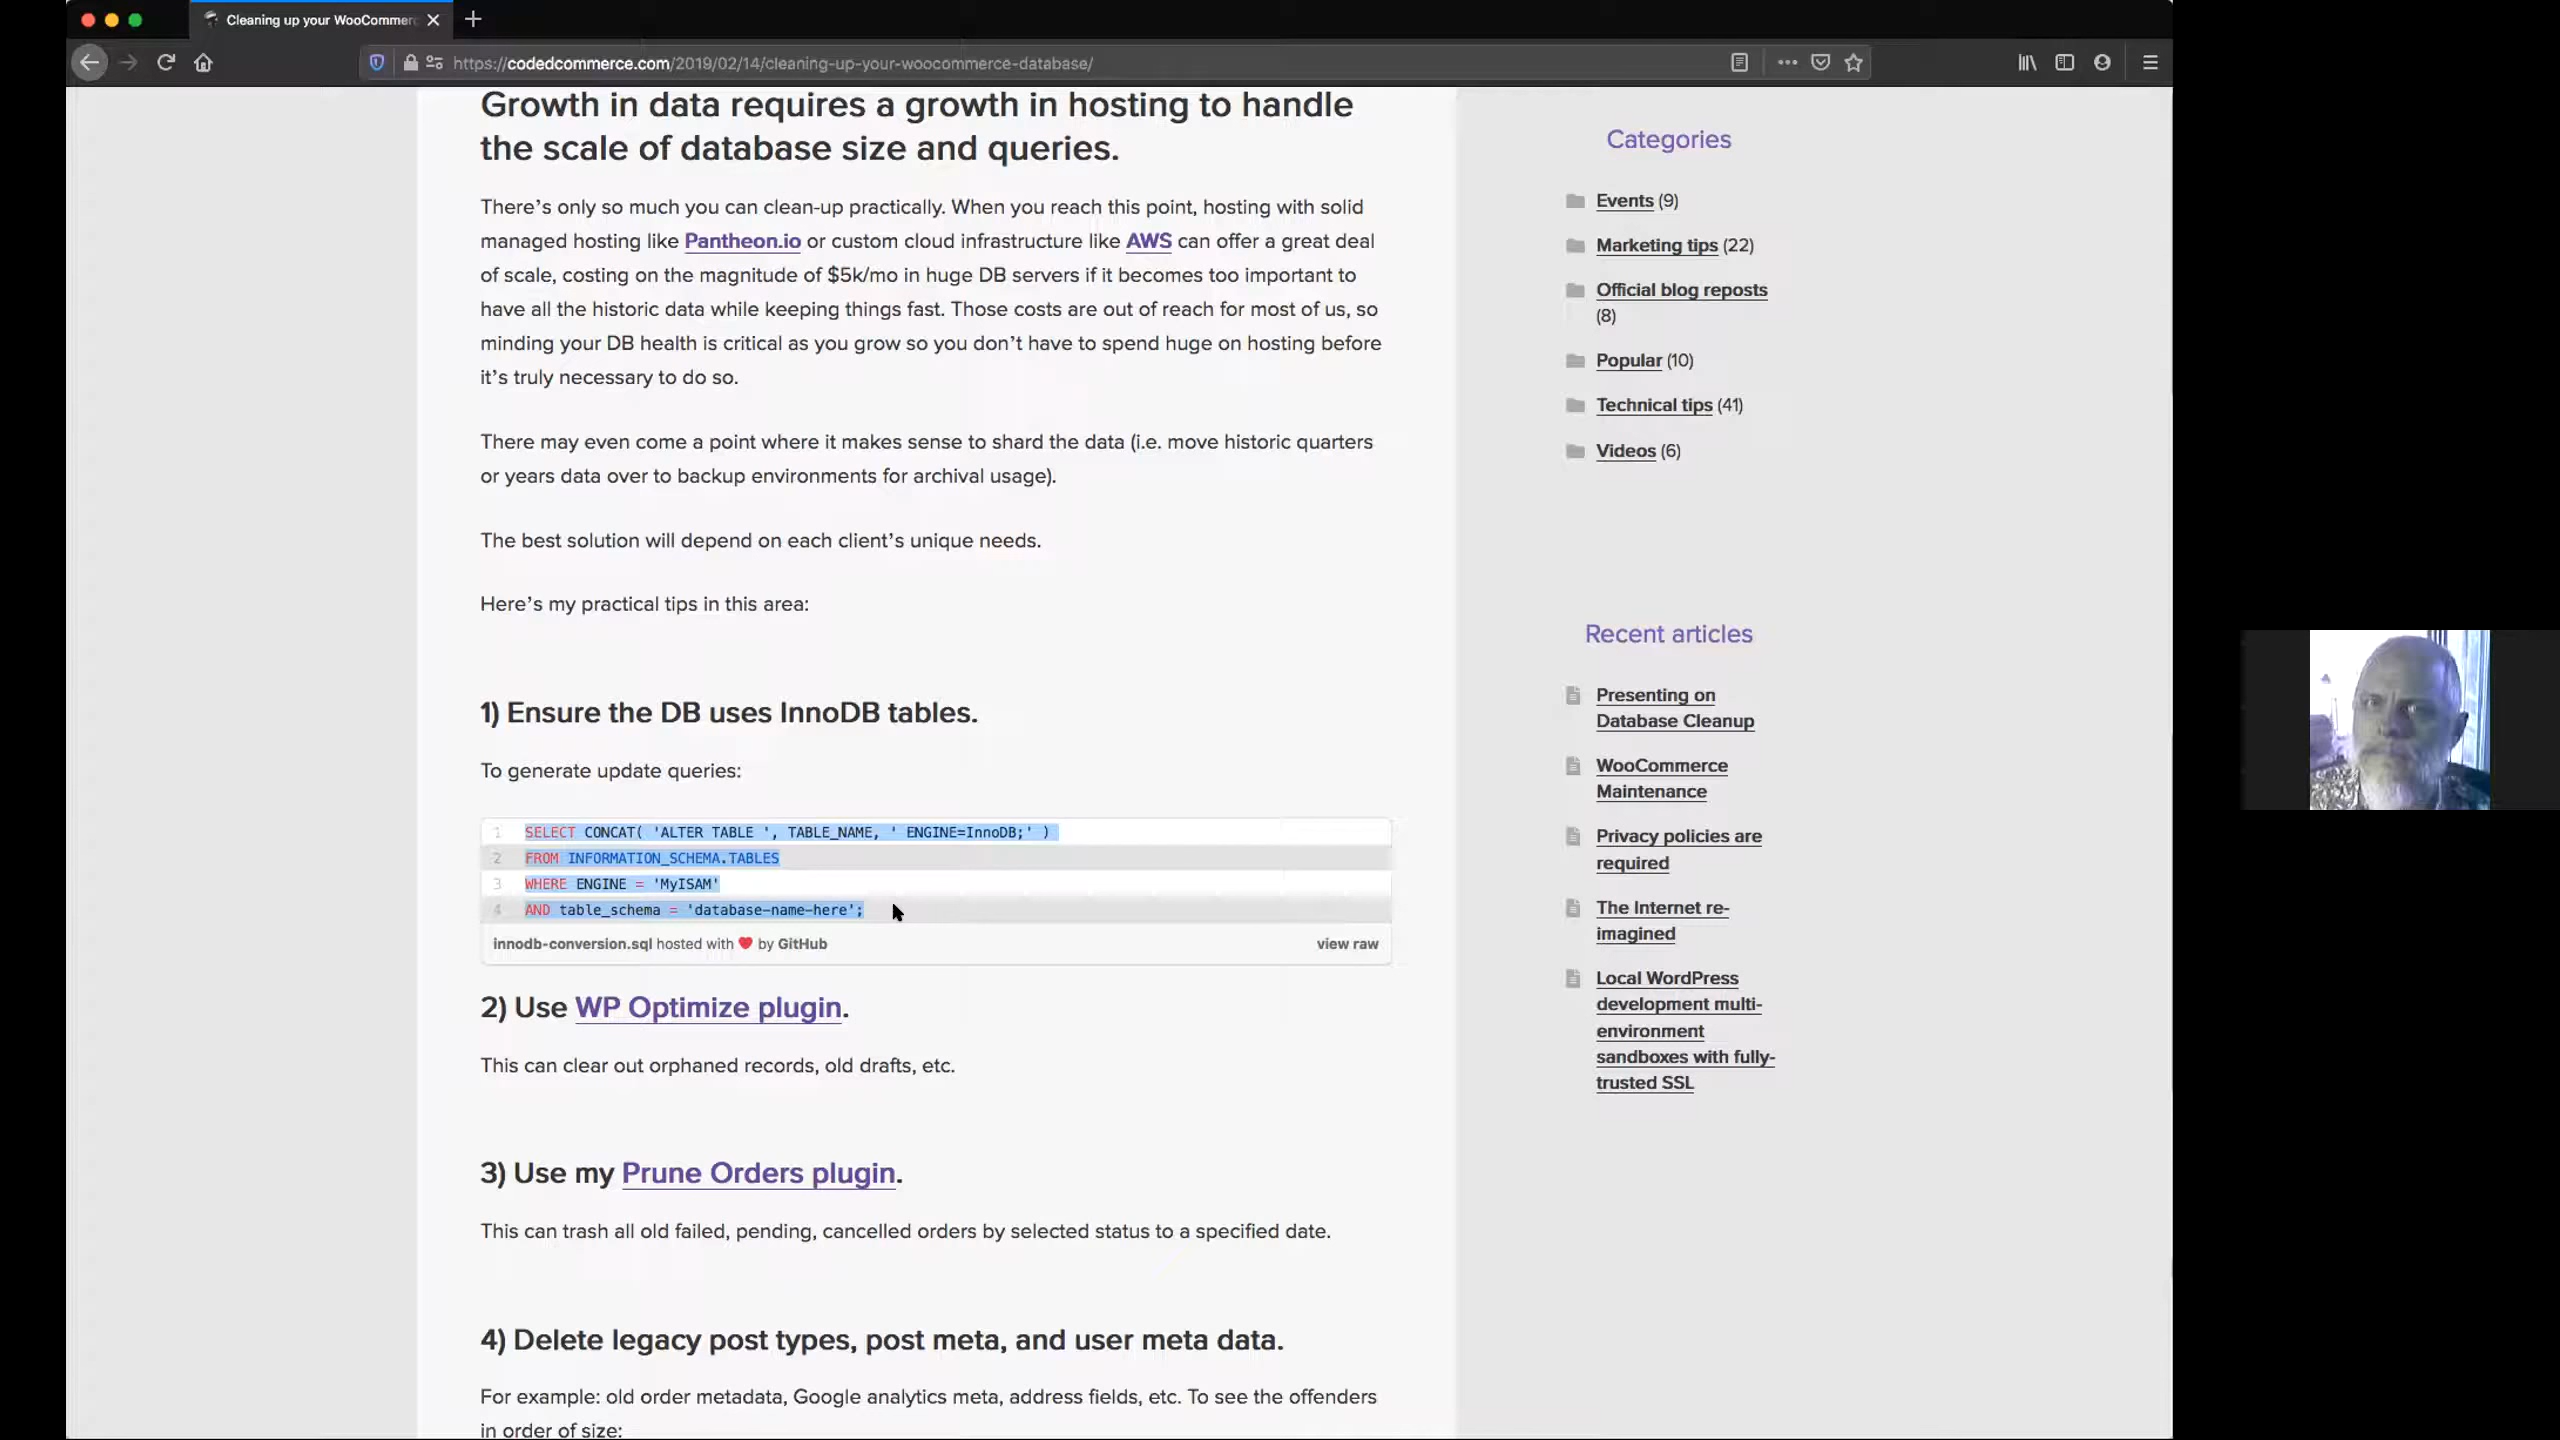 Cleaning up your WooCommerc
https://codedcommerce.com/2019/02/14/cleaning-up-your-woocommerce-database/
Growth in data requires a growth in hosting to handle
the scale of database size and queries.
There's only so much you can clean-up practically. When you reach this point, hosting with solid
managed hosting like Pantheon.io or custom cloud infrastructure like AWS can offer a great deal
of scale, costing on the magnitude of $5k/mo in huge DB servers if it becomes too important to
have all the historic data while keeping things fast. Those costs are out of reach for most of us, so
minding your DB health is critical as you grow so you don't have to spend huge on hosting before
it's truly necessary to do so.
There may even come a point where it makes sense to shard the data (i.e. move historic quarters
or years data over to backup environments for archival usage).
The best solution will depend on each client's unique needs.
Here's my practical tips in this area:
1) Ensure the DB uses InnoDB tables.
To generate update queries:
1 SELECT CONCAT( 'ALTER TABLE ', TABLE_NAME, ' ENGINE=InnoDB;' )
2 FROM INFORMATION_SCHEMA.TABLES
3 WHERE ENGINE = 'MyISAM'
4 AND table_schema = 'database-name-here';
innodb-conversion.sql hosted with ❤ by GitHub
view raw
2) Use WP Optimize plugin.
This can clear out orphaned records, old drafts, etc.
3) Use my Prune Orders plugin.
This can trash all old failed, pending, cancelled orders by selected status to a specified date.
4) Delete legacy post types, post meta, and user meta data.
For example: old order metadata, Google analytics meta, address fields, etc. To see the offenders
in order of size:
Categories
Events (9)
Marketing tips (22)
Official blog reposts
(8)
Popular (10)
Technical tips (41)
Videos (6)
Recent articles
Presenting on
Database Cleanup
WooCommerce
Maintenance
Privacy policies are
required
The Internet re-
imagined
Local WordPress
development multi-
environment
sandboxes with fully-
trusted SSL